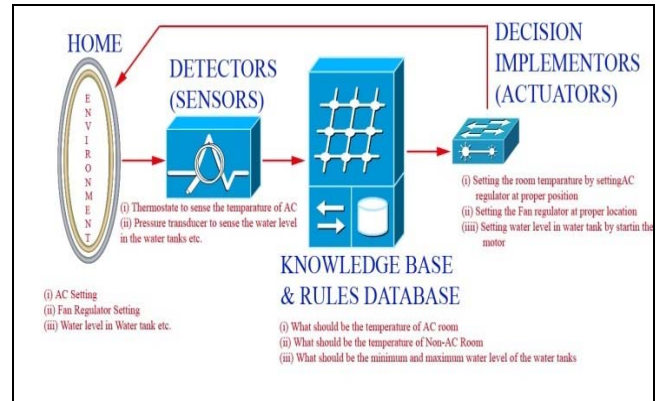 HOME
ENVIRONMENT
(i) AC Setting
(ii) Fan Regulator Setting
(iii) Water level in Water tank etc.
DETECTORS
(SENSORS)
(i) Thermostate to sense the temparature of AC
(ii) Pressure transducer to sense the water level
in the water tanks etc.
KNOWLEDGE BASE
& RULES DATABASE
(i) What should be the temperature of AC room
(ii) What should be the temperature of Non-AC Room
(iii) What should be the minimum and maximum water level of the water tanks
DECISION
IMPLEMENTORS
(ACTUATORS)
(i) Setting the room temparature by settingAC
regulator at proper position
(ii) Setting the Fan regulator at proper location
(iiii) Setting water level in water tank by startin the
motor